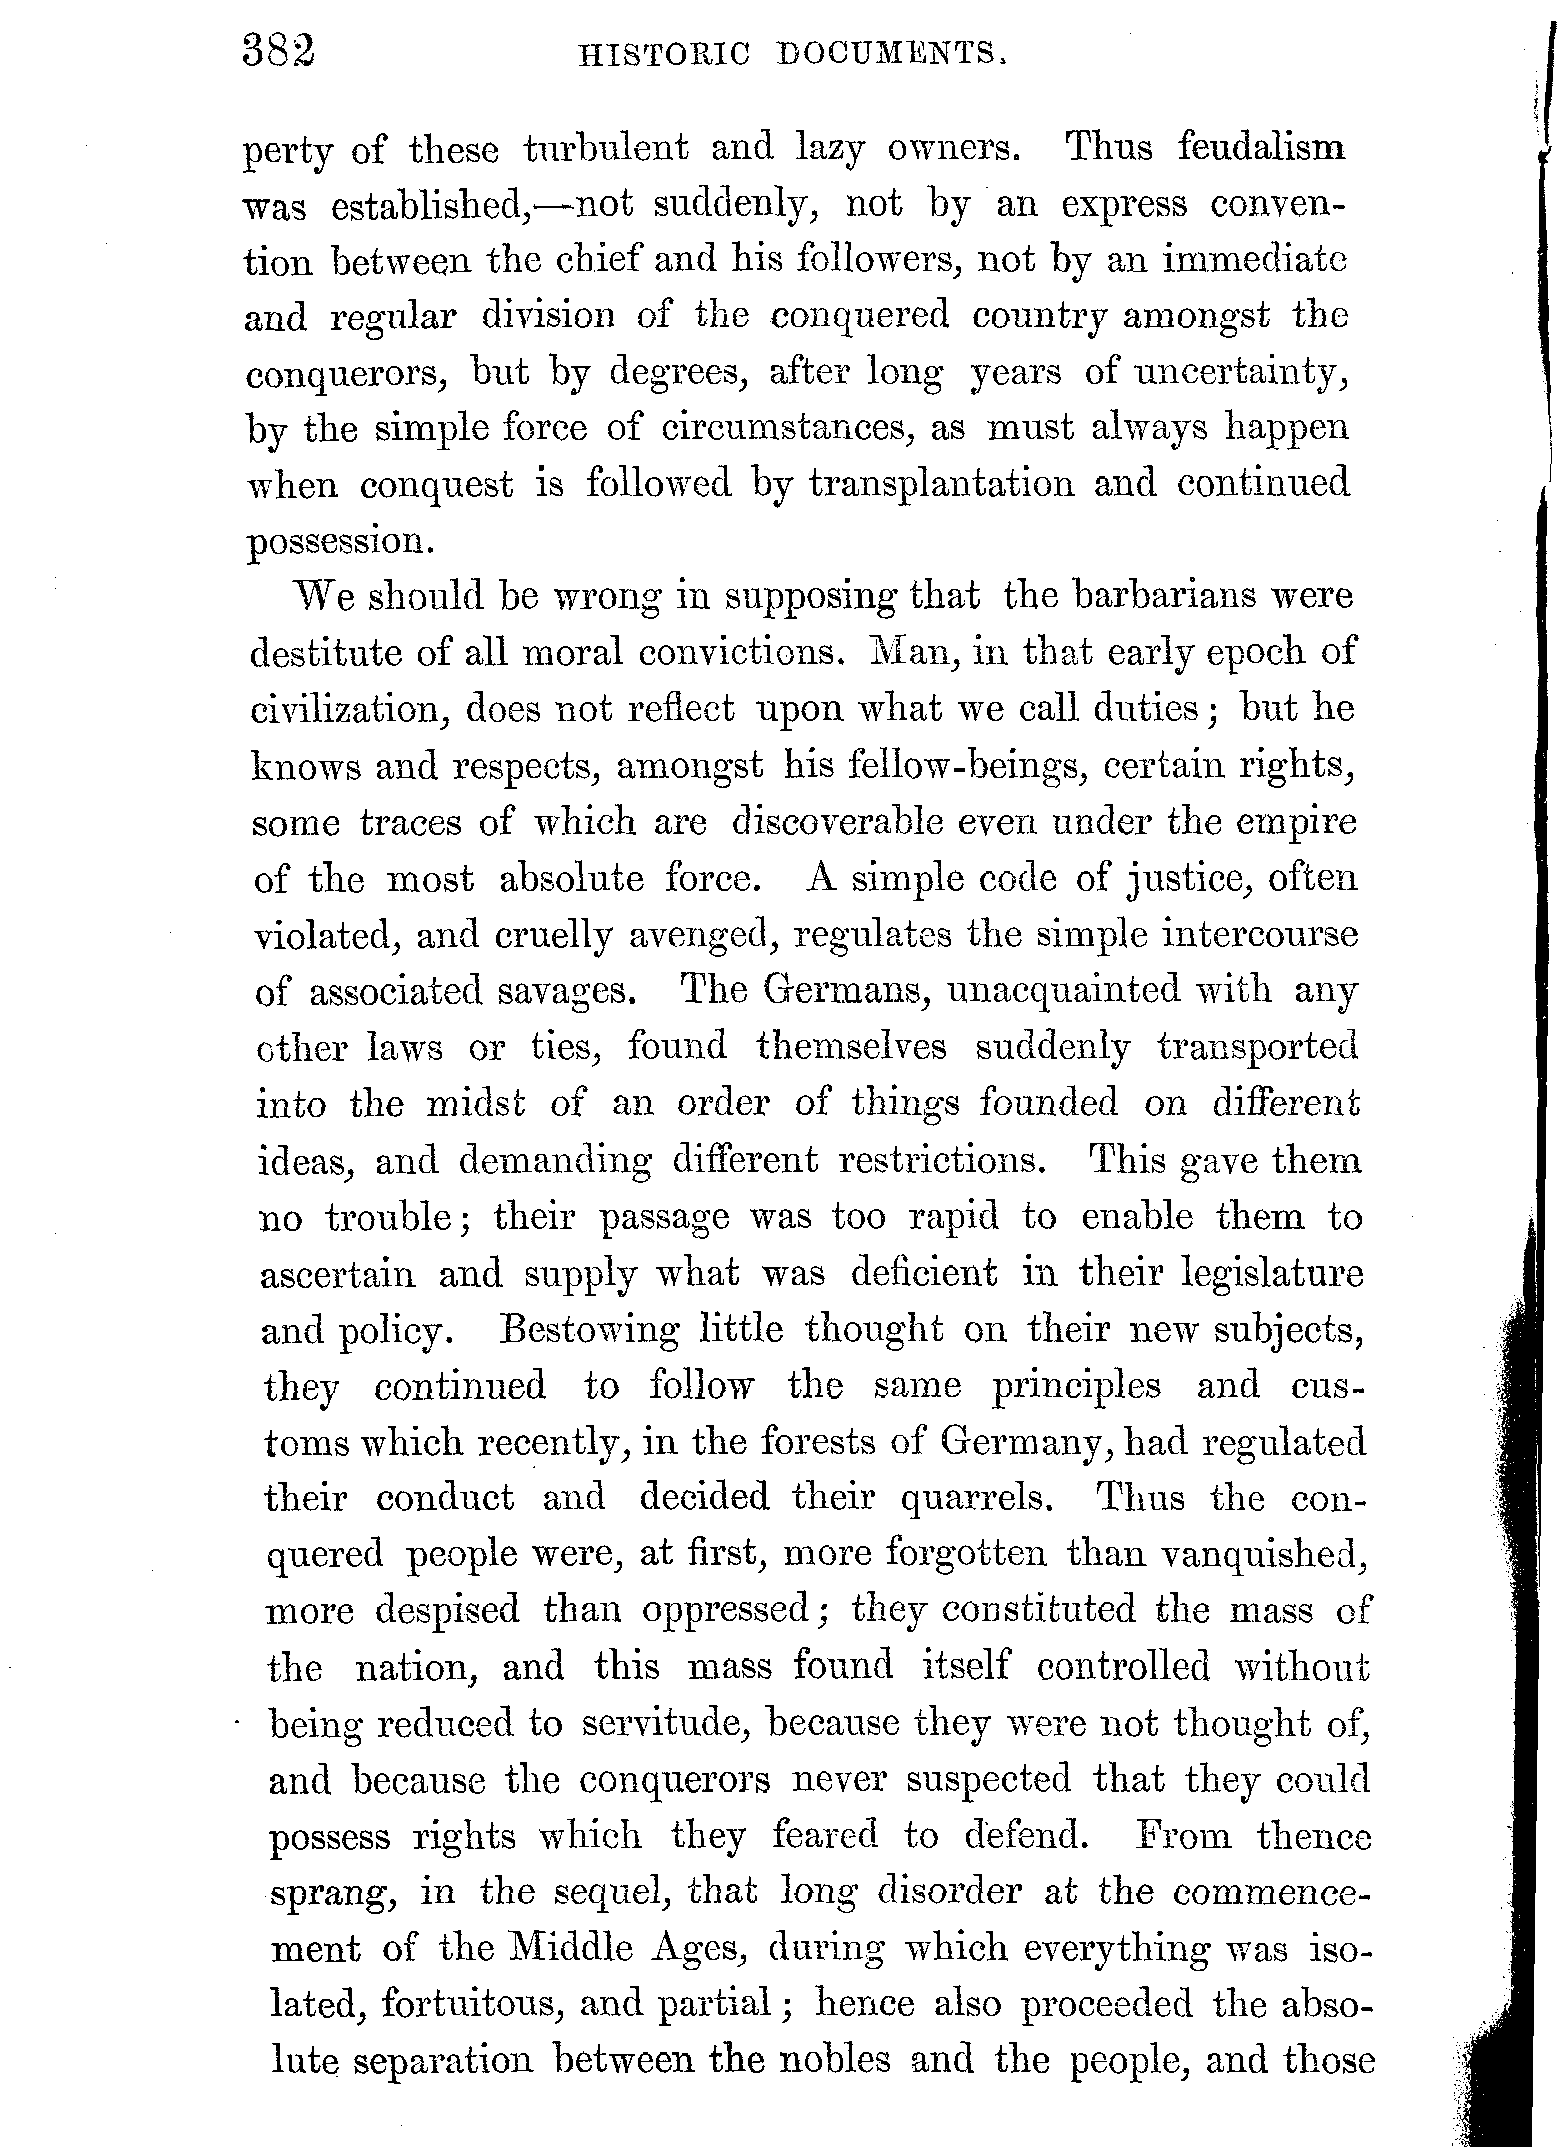 382 HISTORIC DOCUMENTS.
perty of these turbulent and lazy owners. Thus feudalism
was established,—not suddenly, not by an express conven-
tion between the chief and his followers, not by an immediate
and regular division of the conquered country amongst the
conquerors, but by degrees, after long years of uncertainty,
by the simple force of circumstances, as must always happen
when conquest is followed by transplantation and continued
possession.
We should be wrong in supposing that the barbarians were
destitute of all moral convictions. Man, in that early epoch of
civilization, does not reflect upon what we call duties; but he
knows and respects, amongst his fellow-beings, certain rights,
some traces of which are discoverable even under the empire
of the most absolute force. A simple code of justice, often
violated, and cruelly avenged, regulates the simple intercourse
of associated savages. The Germans, unacquainted with any
other laws or ties, found themselves suddenly transported
into the midst of an order of things founded on different
ideas, and demanding different restrictions. This gave them
no trouble; their passage was too rapid to enable them to
ascertain and supply what was deficient in their legislature
and policy. Bestowing little thought on their new subjects,
they continued to follow the same principles and cus-
toms which recently, in the forests of Germany, had regulated
their conduct and decided their quarrels. Thus the con-
quered people were, at first, more forgotten than vanquished,
more despised than oppressed; they constituted the mass of
the nation, and this mass found itself controlled without
being reduced to servitude, because they were not thought of,
and because the conquerors never suspected that they could
possess rights which they feared to defend. From thence
sprang, in the sequel, that long disorder at the commence-
ment of the Middle Ages, during which everything was iso-
lated, fortuitous, and partial; hence also proceeded the abso-
lute separation between the nobles and the people, and those